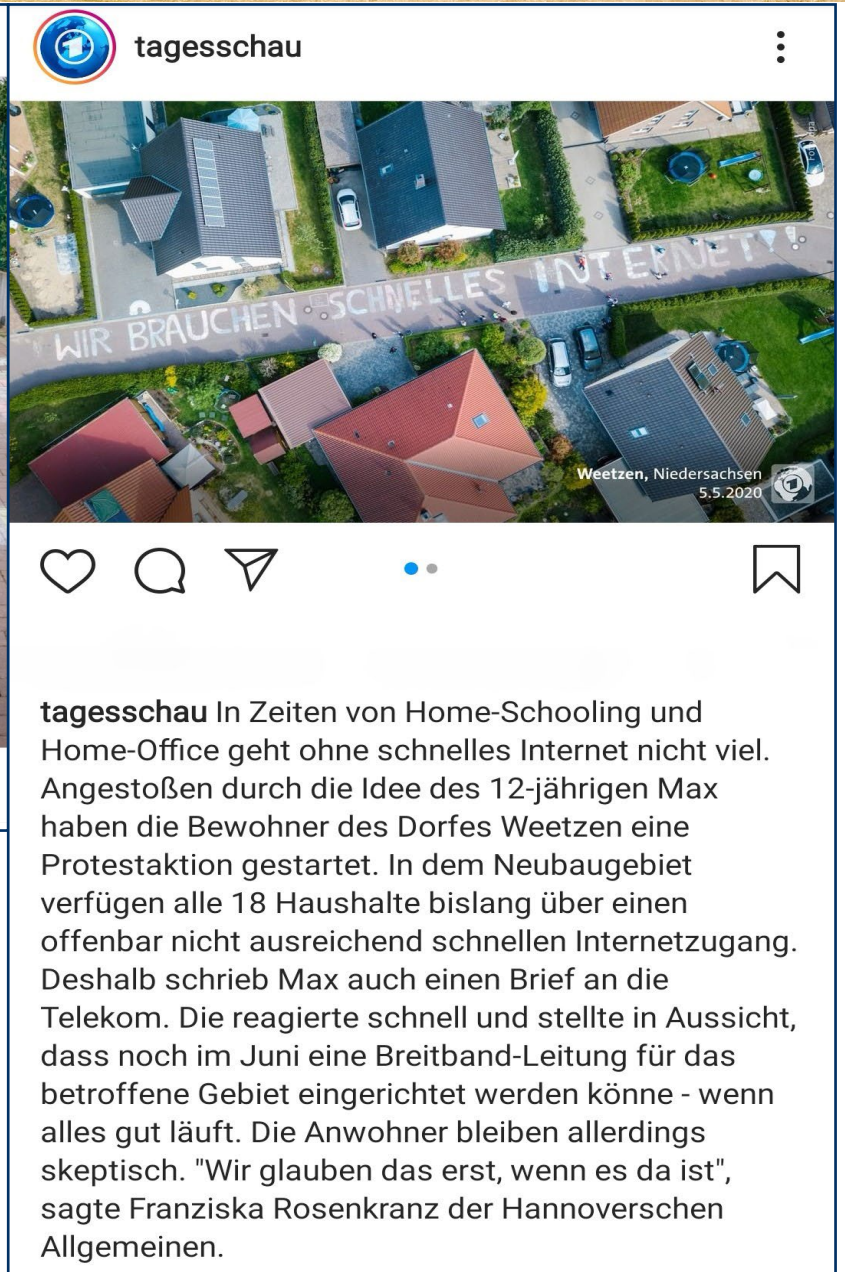 tagesschau
WIR BRAUCHEN SCHNELLES INTERNET!
Weetzen, Niedersachsen
5.5.2020
tagesschau In Zeiten von Home-Schooling und
Home-Office geht ohne schnelles Internet nicht viel.
Angestoßen durch die Idee des 12-jährigen Max
haben die Bewohner des Dorfes Weetzen eine
Protestaktion gestartet. In dem Neubaugebiet
verfügen alle 18 Haushalte bislang über einen
offenbar nicht ausreichend schnellen Internetzugang.
Deshalb schrieb Max auch einen Brief an die
Telekom. Die reagierte schnell und stellte in Aussicht,
dass noch im Juni eine Breitband-Leitung für das
betroffene Gebiet eingerichtet werden könne - wenn
alles gut läuft. Die Anwohner bleiben allerdings
skeptisch. "Wir glauben das erst, wenn es da ist",
sagte Franziska Rosenkranz der Hannoverschen
Allgemeinen.